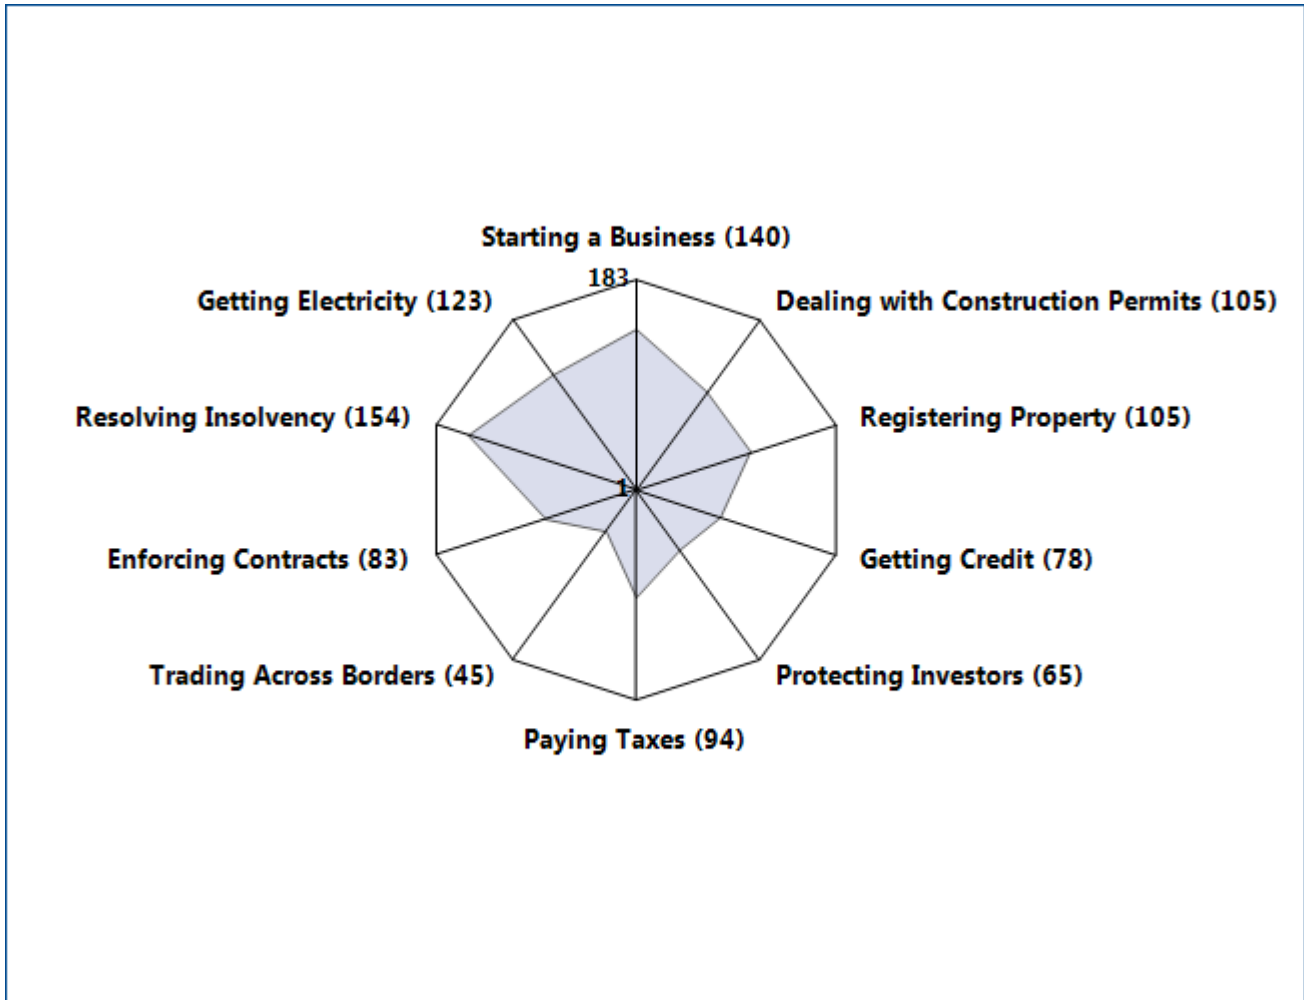 Starting a Business (140)
183
Getting Electricity (123)
Dealing with Construction Permits (105)
Resolving Insolvency (154)
Registering Property (105)
1
Enforcing Contracts (83)
Getting Credit (78)
Trading Across Borders (45)
Protecting Investors (65)
Paying Taxes (94)